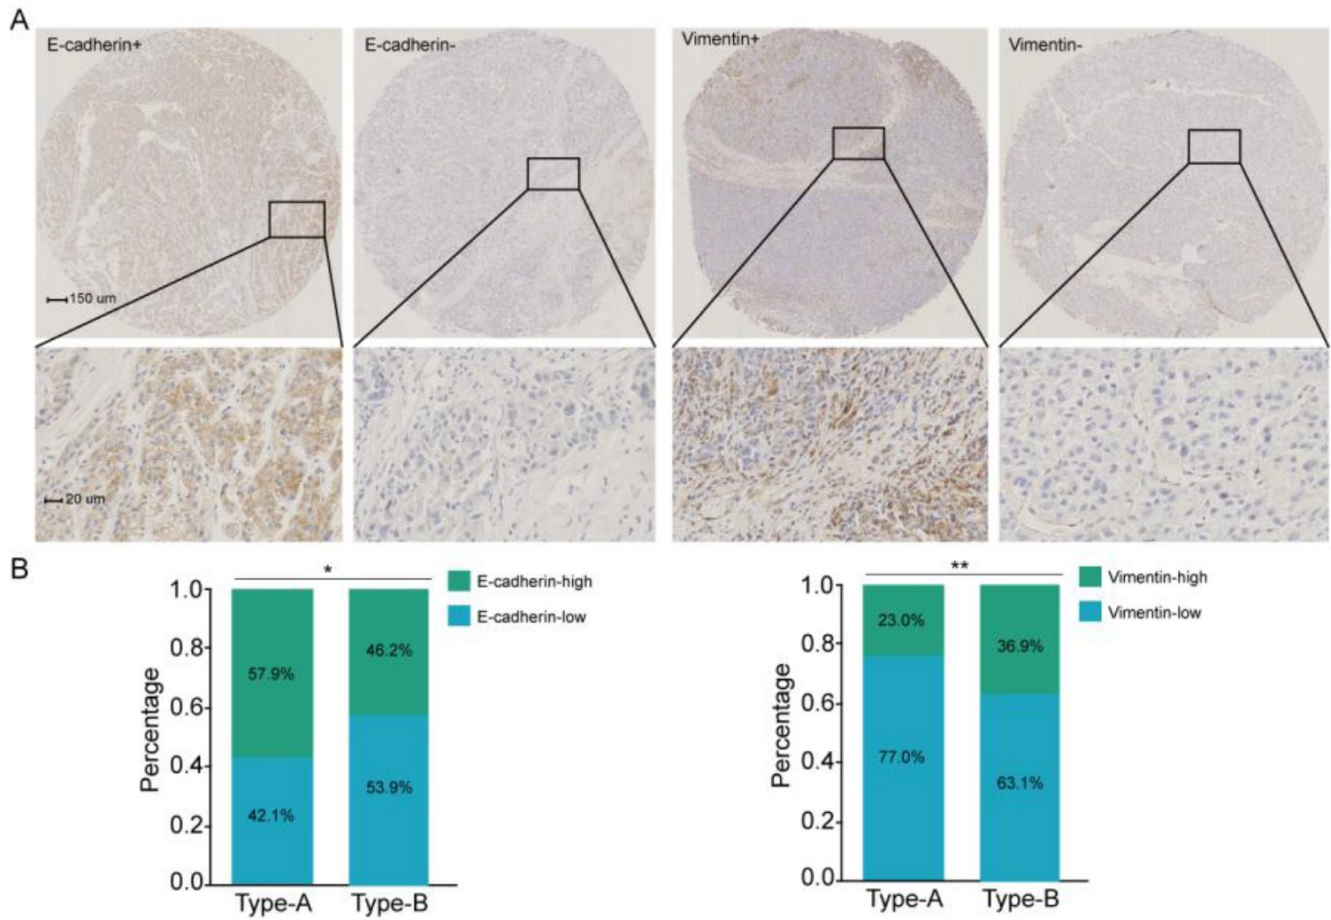 A
E-cadherin+
E-cadherin-
Vimentin+
Vimentin-
150 um
20 um
B
*
E-cadherin-high
E-cadherin-low
Percentage
1.0
0.8
0.6
0.4
0.2
0.0
57.9%
46.2%
42.1%
53.9%
Type-A
Type-B
**
Vimentin-high
Vimentin-low
Percentage
1.0
0.8
0.6
0.4
0.2
0.0
23.0%
36.9%
77.0%
63.1%
Type-A
Type-B